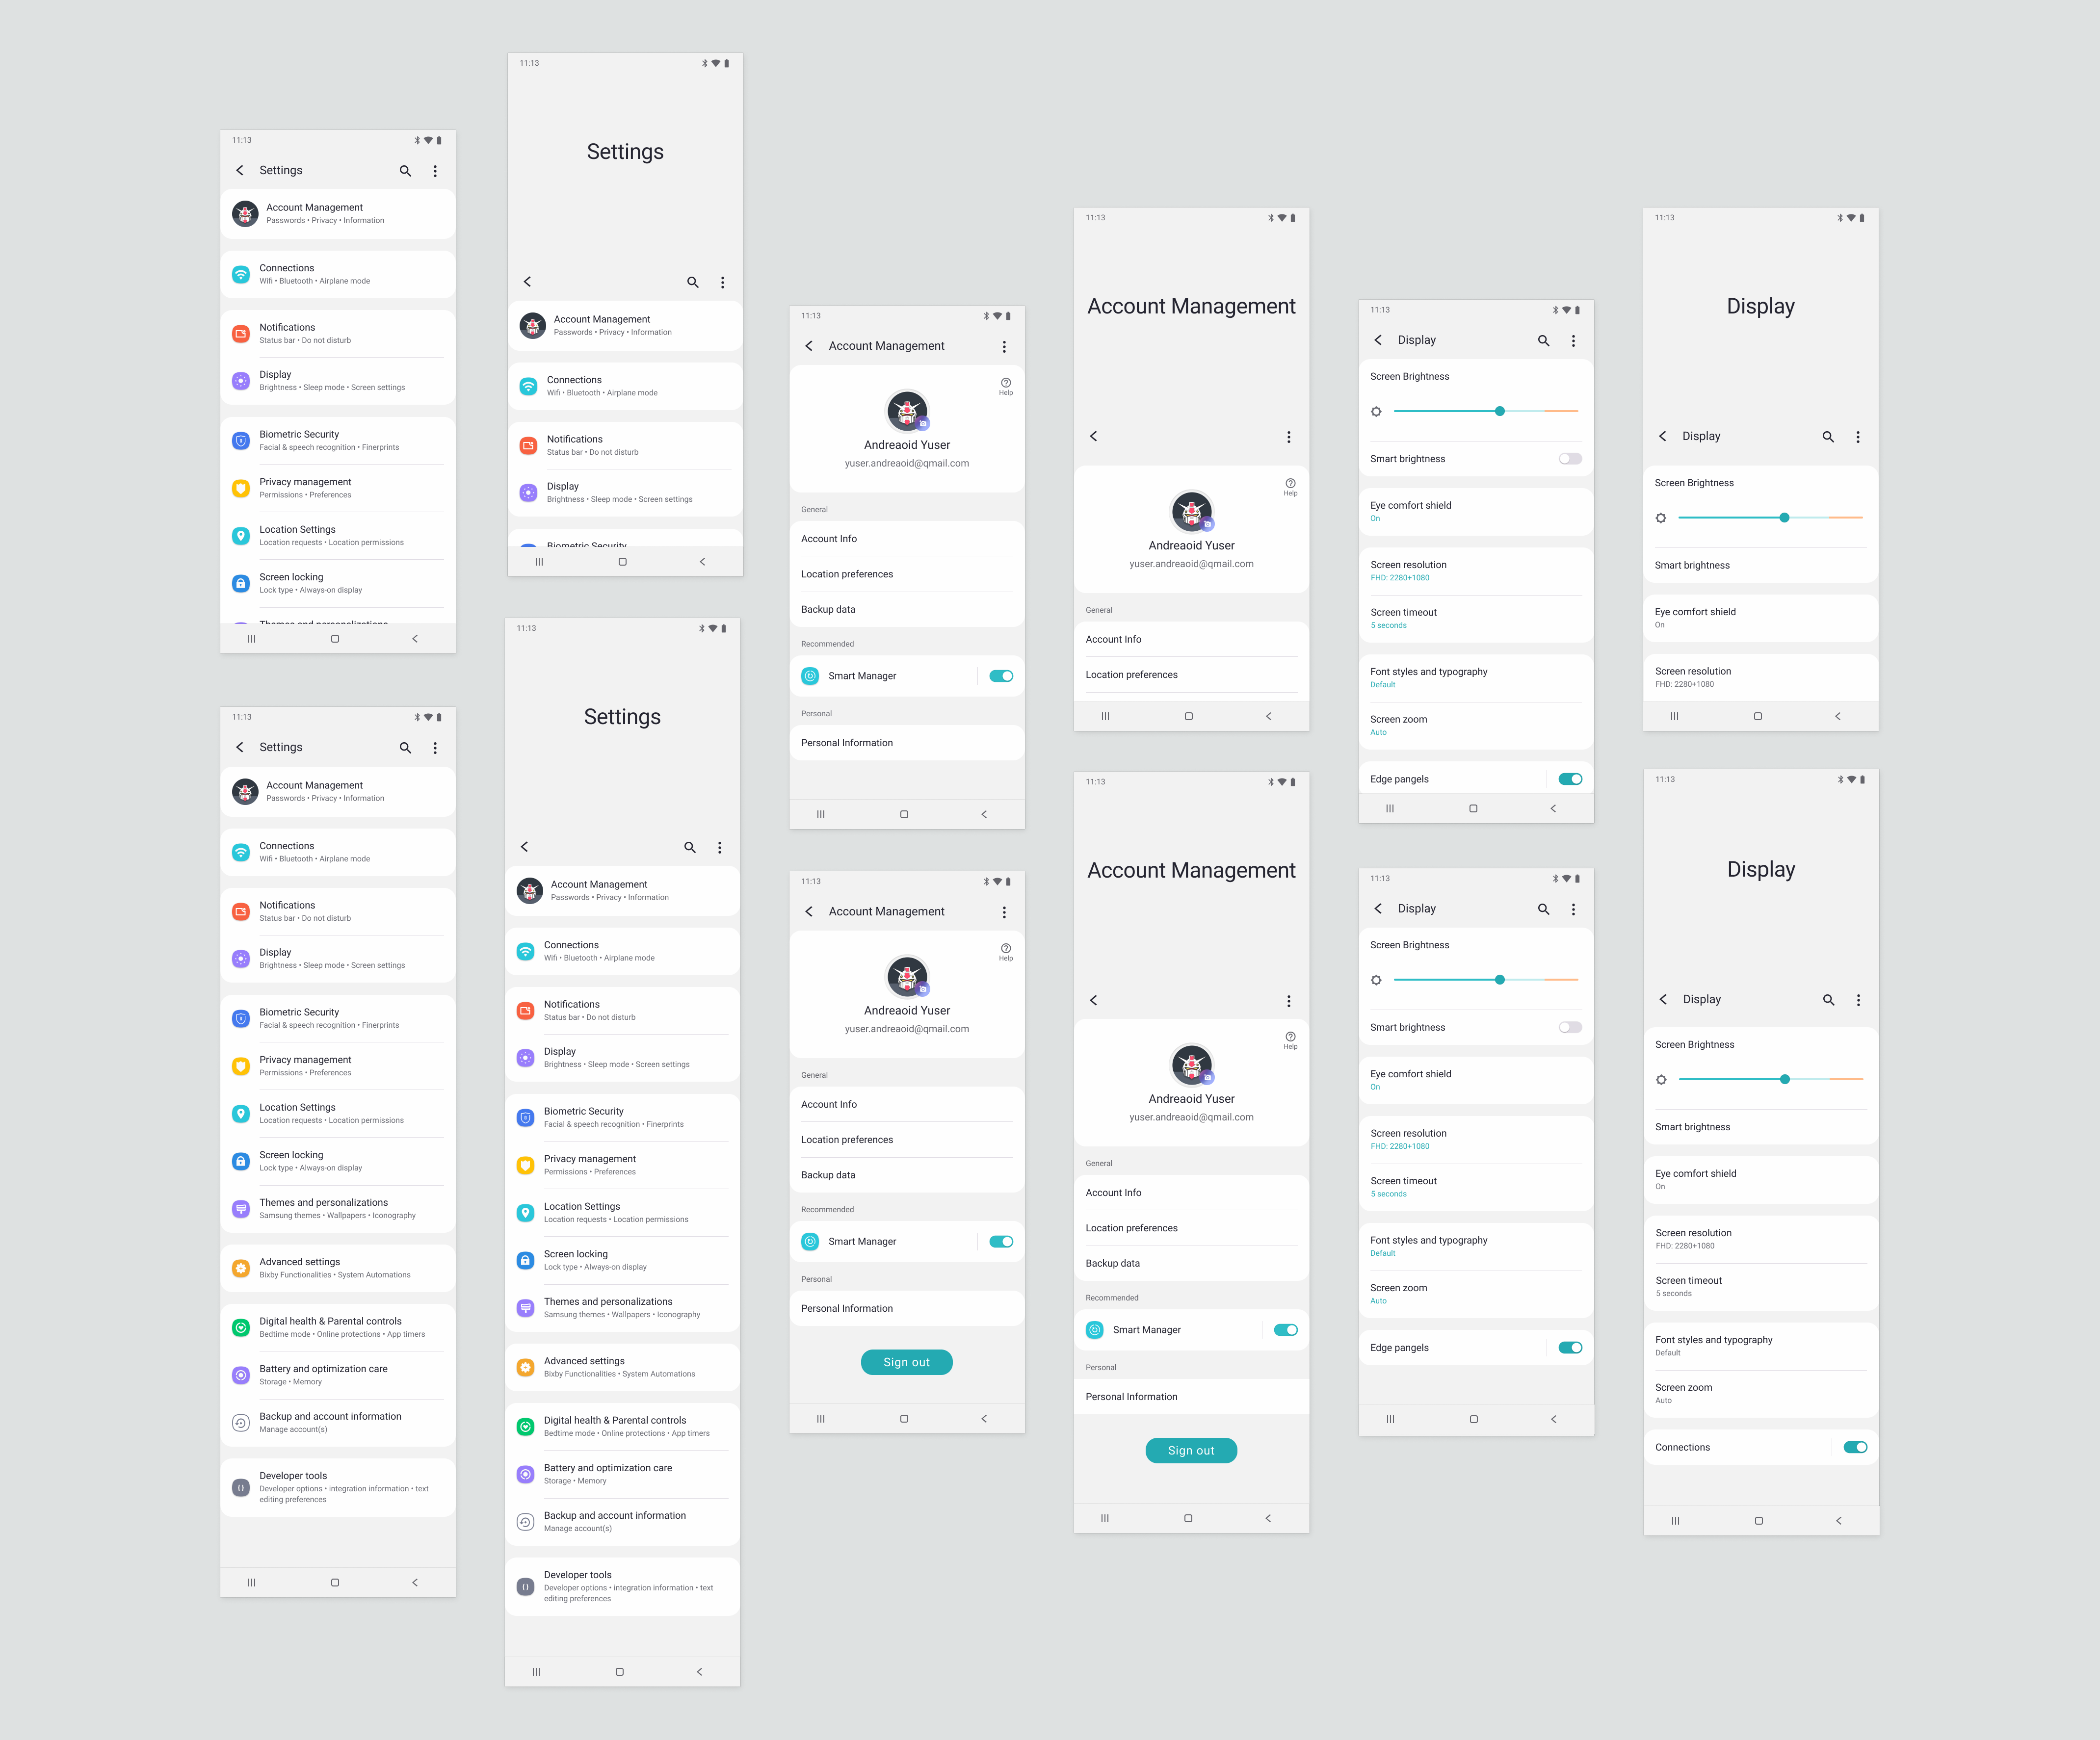 11:13
Settings
Account Management
Passwords • Privacy • Information
Connections
Wifi • Bluetooth • Airplane mode
Notifications
Status bar • Do not disturb
Display
Brightness • Sleep mode • Screen settings
Biometric Security
Facial & speech recognition • Finerprints
Privacy management
Permissions • Preferences
Location Settings
Location requests • Location permissions
Screen locking
Lock type • Always-on display
Themes and personalizations
11:13
Settings
Account Management
Passwords • Privacy • Information
Connections
Wifi • Bluetooth • Airplane mode
Notifications
Status bar • Do not disturb
Display
Brightness • Sleep mode • Screen settings
Biometric Security
Facial & speech recognition • Finerprints
Privacy management
Permissions • Preferences
Location Settings
Location requests • Location permissions
Screen locking
Lock type • Always-on display
Themes and personalizations
Samsung themes • Wallpapers • Iconography
Advanced settings
Bixby Functionalities • System Automations
Digital health & Parental controls
Bedtime mode • Online protections • App timers
Battery and optimization care
Storage • Memory
Backup and account information
Manage account(s)
Developer tools
Developer options • integration information • text
editing preferences
11:13
Settings
Account Management
Passwords • Privacy • Information
Connections
Wifi • Bluetooth • Airplane mode
Notifications
Status bar • Do not disturb
Display
Brightness • Sleep mode • Screen settings
Biometric Security
11:13
Settings
Account Management
Passwords • Privacy • Information
Connections
Wifi • Bluetooth • Airplane mode
Notifications
Status bar • Do not disturb
Display
Brightness • Sleep mode • Screen settings
Biometric Security
Facial & speech recognition • Finerprints
Privacy management
Permissions • Preferences
Location Settings
Location requests • Location permissions
Screen locking
Lock type • Always-on display
Themes and personalizations
Samsung themes • Wallpapers • Iconography
Advanced settings
Bixby Functionalities • System Automations
Digital health & Parental controls
Bedtime mode • Online protections • App timers
Battery and optimization care
Storage • Memory
Backup and account information
Manage account(s)
Developer tools
Developer options • integration information • text
editing preferences
11:13
Account Management
Help
Andreaoid Yuser
yuser.andreaoid@qmail.com
General
Account Info
Location preferences
Backup data
Recommended
Smart Manager
Personal
Personal Information
11:13
Account Management
Help
Andreaoid Yuser
yuser.andreaoid@qmail.com
General
Account Info
Location preferences
Backup data
Recommended
Smart Manager
Personal
Personal Information
Sign out
11:13
Account Management
Help
Andreaoid Yuser
yuser.andreaoid@qmail.com
General
Account Info
Location preferences
11:13
Account Management
Help
Andreaoid Yuser
yuser.andreaoid@qmail.com
General
Account Info
Location preferences
Backup data
Recommended
Smart Manager
Personal
Personal Information
Sign out
11:13
Display
Screen Brightness
Smart brightness
Eye comfort shield
On
Screen resolution
FHD: 2280+1080
Screen timeout
5 seconds
Font styles and typography
Default
Screen zoom
Auto
Edge pangels
11:13
Display
Screen Brightness
Smart brightness
Eye comfort shield
On
Screen resolution
FHD: 2280+1080
Screen timeout
5 seconds
Font styles and typography
Default
Screen zoom
Auto
Edge pangels
11:13
Display
Display
Screen Brightness
Smart brightness
Eye comfort shield
On
Screen resolution
FHD: 2280+1080
11:13
Display
Display
Screen Brightness
Smart brightness
Eye comfort shield
On
Screen resolution
FHD: 2280+1080
Screen timeout
5 seconds
Font styles and typography
Default
Screen zoom
Auto
Connections